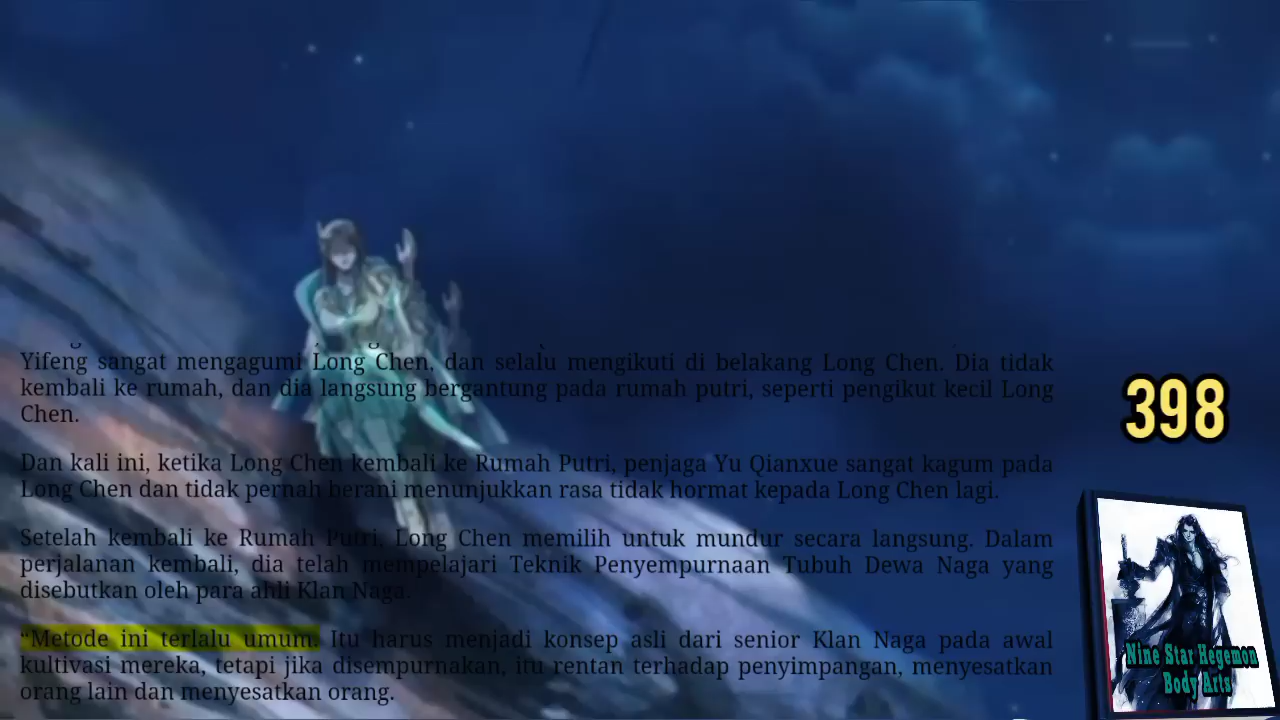 Yifeng sangat mengagumi Long Chen, dan selalu mengikuti di belakang Long Chen. Dia tidak
kembali ke rumah, dan dia langsung bergantung pada rumah putri, seperti pengikut kecil Long
Chen.
Dan kali ini, ketika Long Chen kembali ke Rumah Putri, penjaga Yu Qianxue sangat kagum pada
Long Chen dan tidak pernah berani menunjukkan rasa tidak hormat kepada Long Chen lagi.
Setelah kembali ke Rumah Putri, Long Chen memilih untuk mundur secara langsung. Dalam
perjalanan kembali, dia telah mempelajari Teknik Penyempurnaan Tubuh Dewa Naga yang
disebutkan oleh para ahli Klan Naga.
“Metode ini terlalu umum. Itu harus menjadi konsep asli dari senior Klan Naga pada awal
kultivasi mereka, tetapi jika disempurnakan, itu rentan terhadap penyimpangan, menyesatkan
orang lain dan menyesatkan orang.
398
Nine Star Hegemon
Body Arts